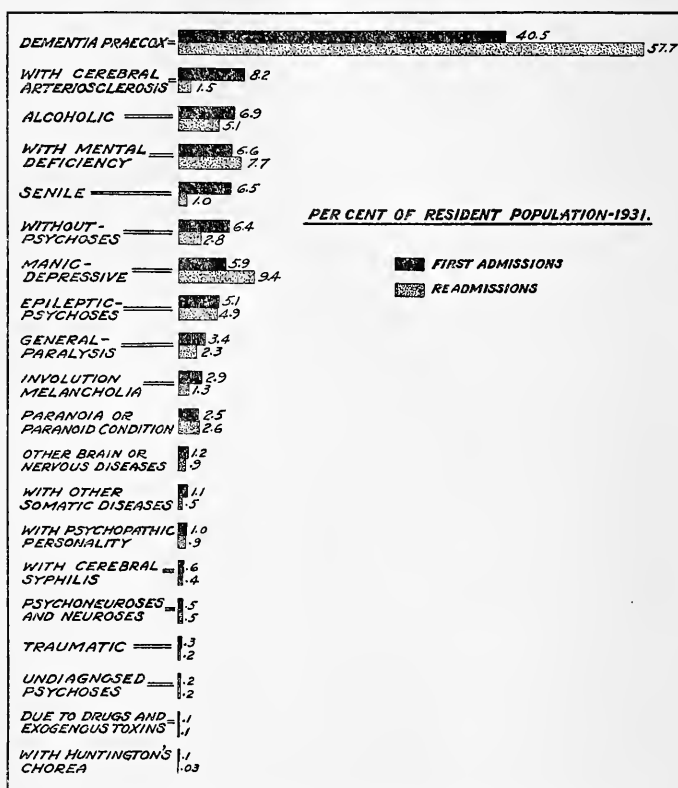 DEMENTIA PRAECOX
40.5
57.7
WITH CEREBRAL
ARTERIOSCLEROSIS
8.2
1.5
ALCOHOLIC
6.9
5.1
WITH MENTAL
DEFICIENCY
6.6
7.7
SENILE
6.5
1.0
WITHOUT-
PSYCHOSES
6.4
2.8
PER CENT OF RESIDENT POPULATION-1931.
FIRST ADMISSIONS
READMISSIONS
MANIC-
DEPRESSIVE
5.9
9.4
EPILEPTIC-
PSYCHOSES
5.1
4.9
GENERAL-
PARALYSIS
3.4
2.3
INVOLUTION
MELANCHOLIA
2.9
1.3
PARANOIA OR
PARANOID CONDITION
2.5
2.6
OTHER BRAIN OR
NERVOUS DISEASES
1.2
.9
WITH OTHER
SOMATIC DISEASES
1.1
.5
WITH PSYCHOPATHIC
PERSONALITY
1.0
.9
WITH CEREBRAL
SYPHILIS
.6
.4
PSYCHONEUROSES
AND NEUROSES
.5
.5
TRAUMATIC
.3
.2
UNDIAGNOSED
PSYCHOSES
.2
.2
DUE TO DRUGS AND
EXOGENOUS TOXINS
.1
.1
WITH HUNTINGTON'S
CHOREA
.1
.03